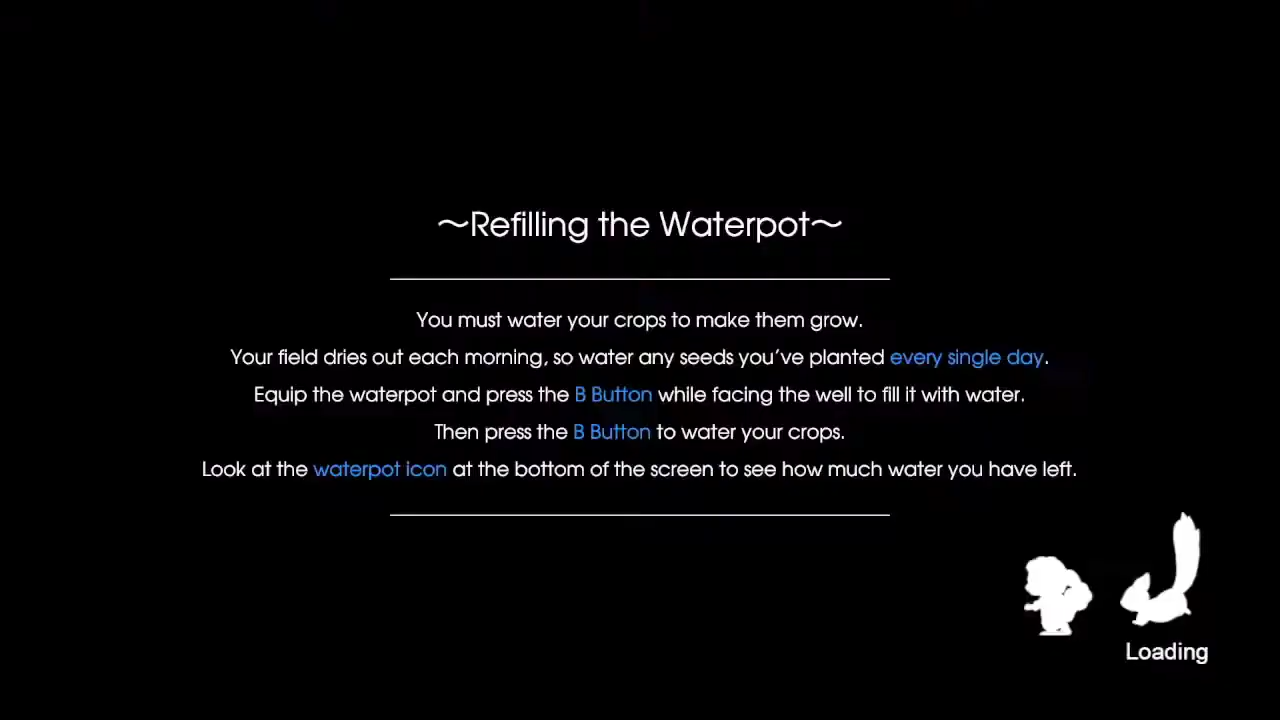 ～Refilling the Waterpot～
You must water your crops to make them grow.
Your field dries out each morning, so water any seeds you've planted every single day.
Equip the waterpot and press the B Button while facing the well to fill it with water.
Then press the B Button to water your crops.
Look at the waterpot icon at the bottom of the screen to see how much water you have left.
Loading